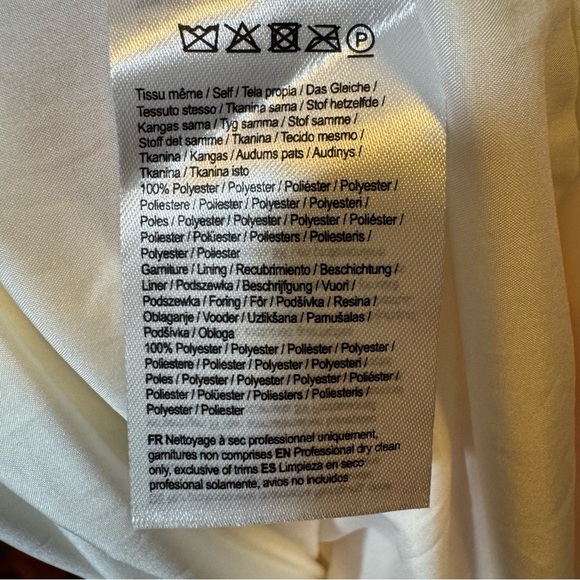 P
Tissu même / Self / Tela propia / Das Gleiche /
Tessuto stesso / Tkanina sama / Stof hetzelfde /
Kangas sama / Tyg samma / Stof samme /
Stoff del samme / Tkanina / Tecido mesmo /
Tkanina / Kangas / Audums pats / Audinys /
Tkanina / Tkanina isto
100% Polyester / Polyester / Poliéster / Polyester /
Poliestere / Poliester / Polyester / Polyesteri /
Poles / Polyester / Polyester / Polyester / Poliéster /
Poliester / Polüester / Poliesters / Poliesteris /
Polyester / Poliester
Garniture / Lining / Recubrimiento / Beschichtung /
Liner / Podszewka / Beschrijfgung / Vuori /
Podszewka / Foring / Fôr / Podšívka / Resina /
Oblaganje / Vooder / Uzlikšana / Pamušalas /
Podšívka / Obloga
100% Polyester / Polyester / Poliéster / Polyester /
Poliestere / Poliester / Polyester / Polyesteri /
Poles / Polyester / Polyester / Polyester / Poliéster /
Poliester / Polüester / Poliesters / Poliesteris /
Polyester / Poliester
FR Nettoyage à sec professionnel uniquement,
garnitures non comprises EN Professional dry clean
only, exclusive of trims ES Limpieza en seco
profesional solamente, avios no incluidos